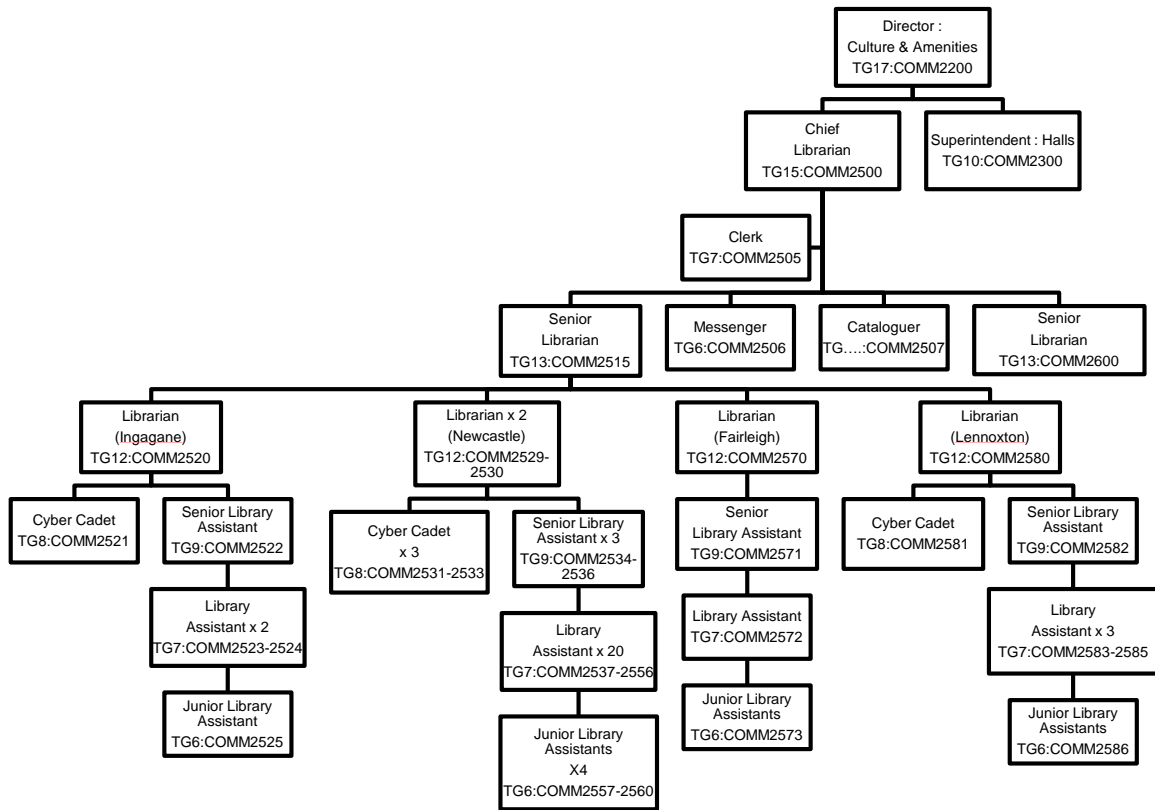 Director :
Culture & Amenities
TG17:COMM2200
Chief
Librarian
TG15:COMM2500
Superintendent : Halls
TG10:COMM2300
Clerk
TG7:COMM2505
Senior
Librarian
TG13:COMM2515
Messenger
TG6:COMM2506
Cataloguer
TG….:COMM2507
Senior
Librarian
TG13:COMM2600
Librarian
(Ingagane)
TG12:COMM2520
Librarian x 2
(Newcastle)
TG12:COMM2529-
2530
Librarian
(Fairleigh)
TG12:COMM2570
Librarian
(Lennoxton)
TG12:COMM2580
Cyber Cadet
TG8:COMM2521
Senior Library
Assistant
TG9:COMM2522
Cyber Cadet
x 3
TG8:COMM2531-2533
Senior Library
Assistant x 3
TG9:COMM2534-
2536
Senior
Library Assistant
TG9:COMM2571
Cyber Cadet
TG8:COMM2581
Senior Library
Assistant
TG9:COMM2582
Library
Assistant x 2
TG7:COMM2523-2524
Library
Assistant x 20
TG7:COMM2537-2556
Library Assistant
TG7:COMM2572
Library
Assistant x 3
TG7:COMM2583-2585
Junior Library
Assistant
TG6:COMM2525
Junior Library
Assistants
X4
TG6:COMM2557-2560
Junior Library
Assistants
TG6:COMM2573
Junior Library
Assistants
TG6:COMM2586